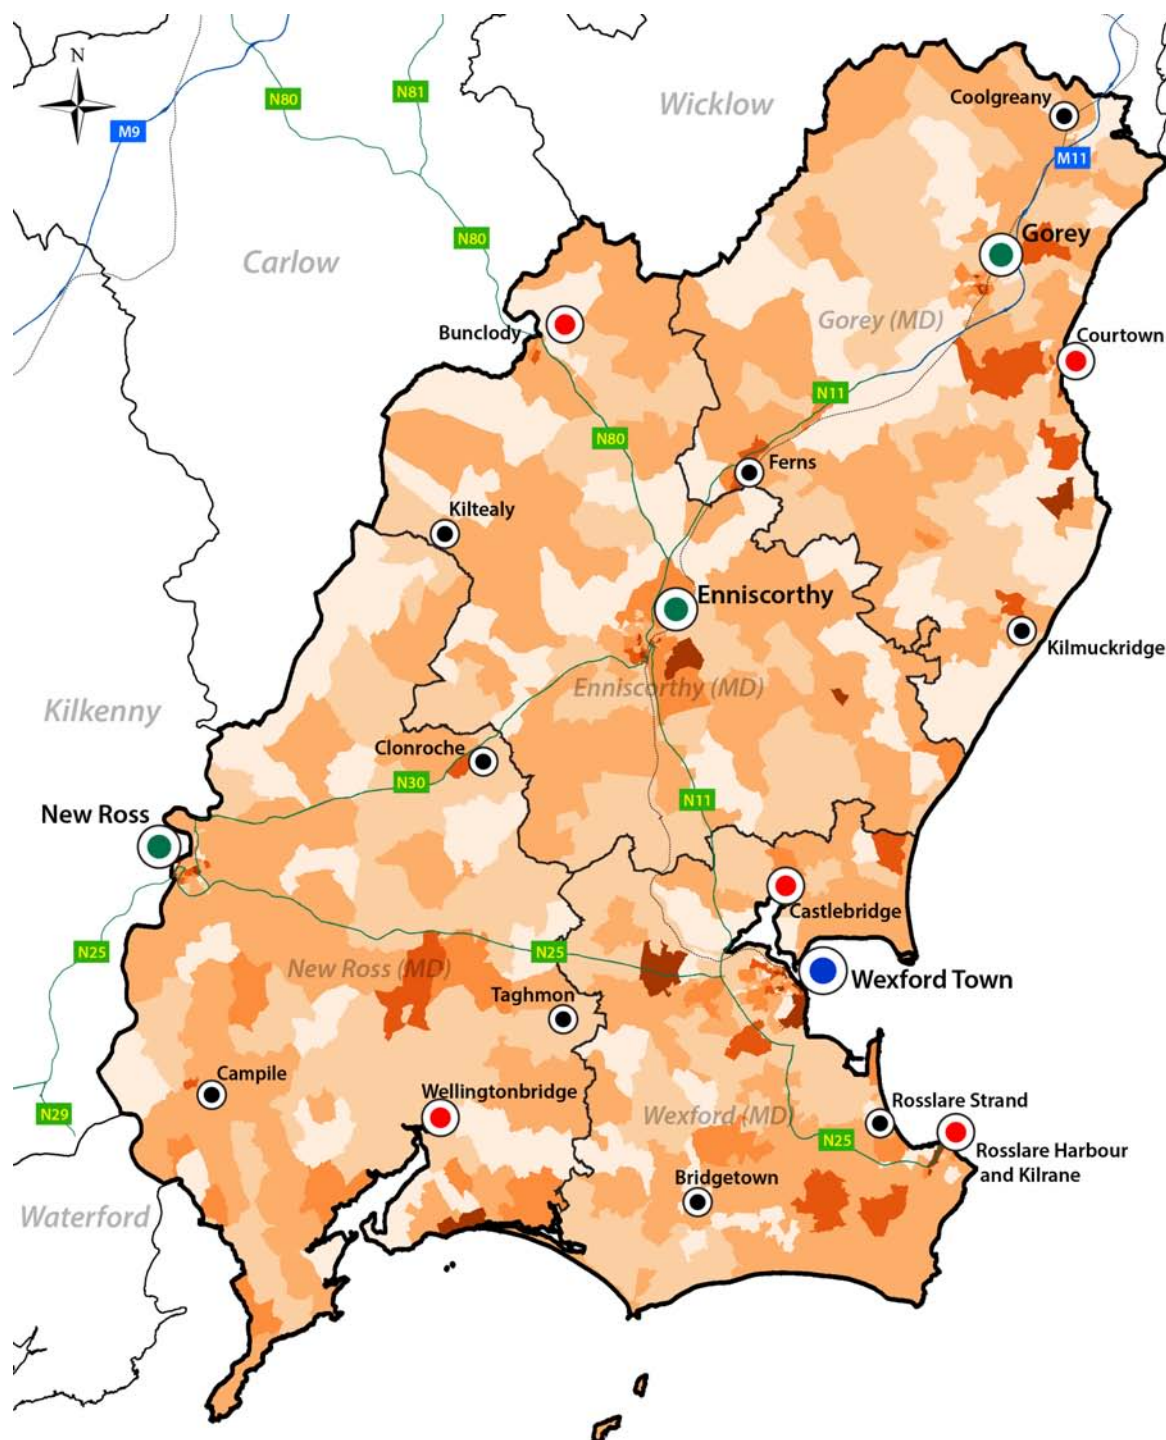 N
Coolgreany
Wicklow
N80
N81
M9
M11
Gorey
N80
Carlow
Gorey (MD)
Bunclody
Courtown
N11
N80
Ferns
Kiltealy
Enniscorthy
Kilmuckridge
Enniscorthy (MD)
Kilkenny
Clonroche
N30
N11
New Ross
Castlebridge
N25
N25
New Ross (MD)
Wexford Town
Taghmon
Campile
Wellingtonbridge
Rosslare Strand
N29
Wexford (MD)
N25
Rosslare Harbour
and Kilrane
Bridgetown
Waterford